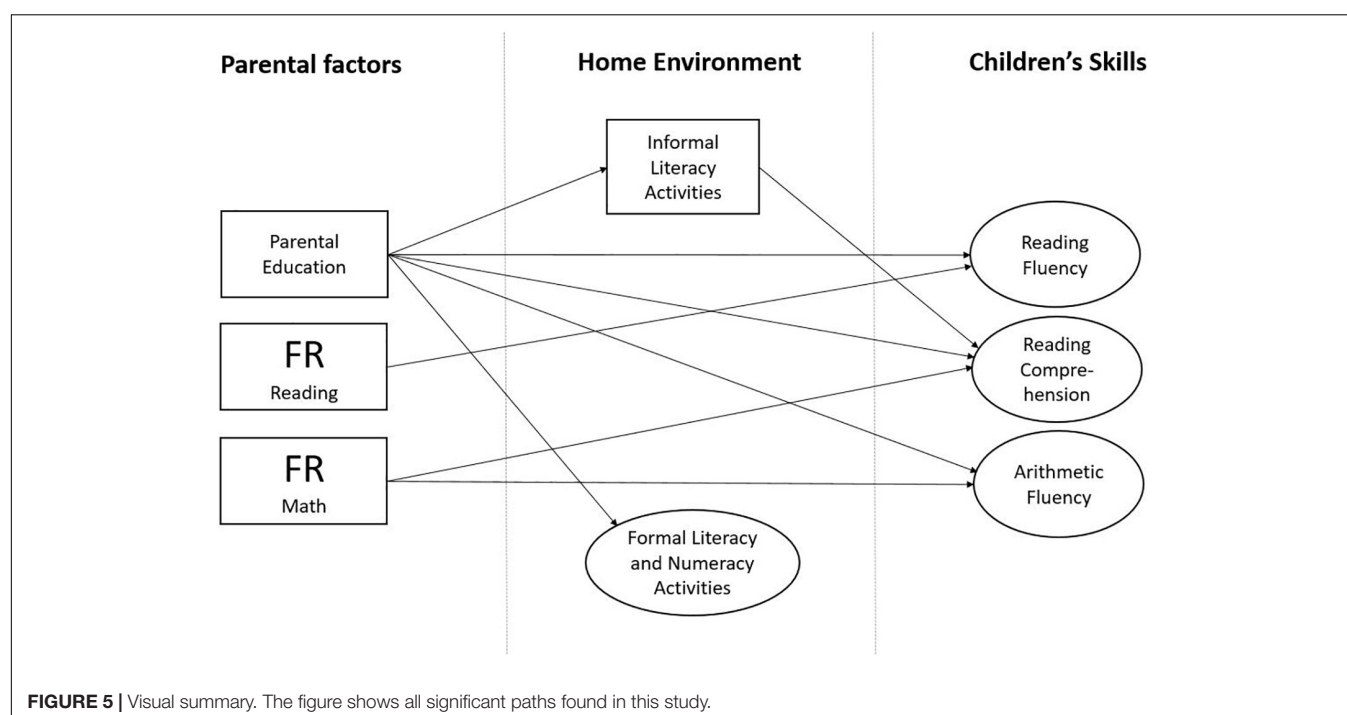 Parental factors
Home Environment
Children's Skills
Informal
Literacy
Activities
Parental
Education
Reading
Fluency
FR
Reading
Reading
Compre-
hension
FR
Math
Arithmetic
Fluency
Formal Literacy
and Numeracy
Activities
FIGURE 5 | Visual summary. The figure shows all significant paths found in this study.